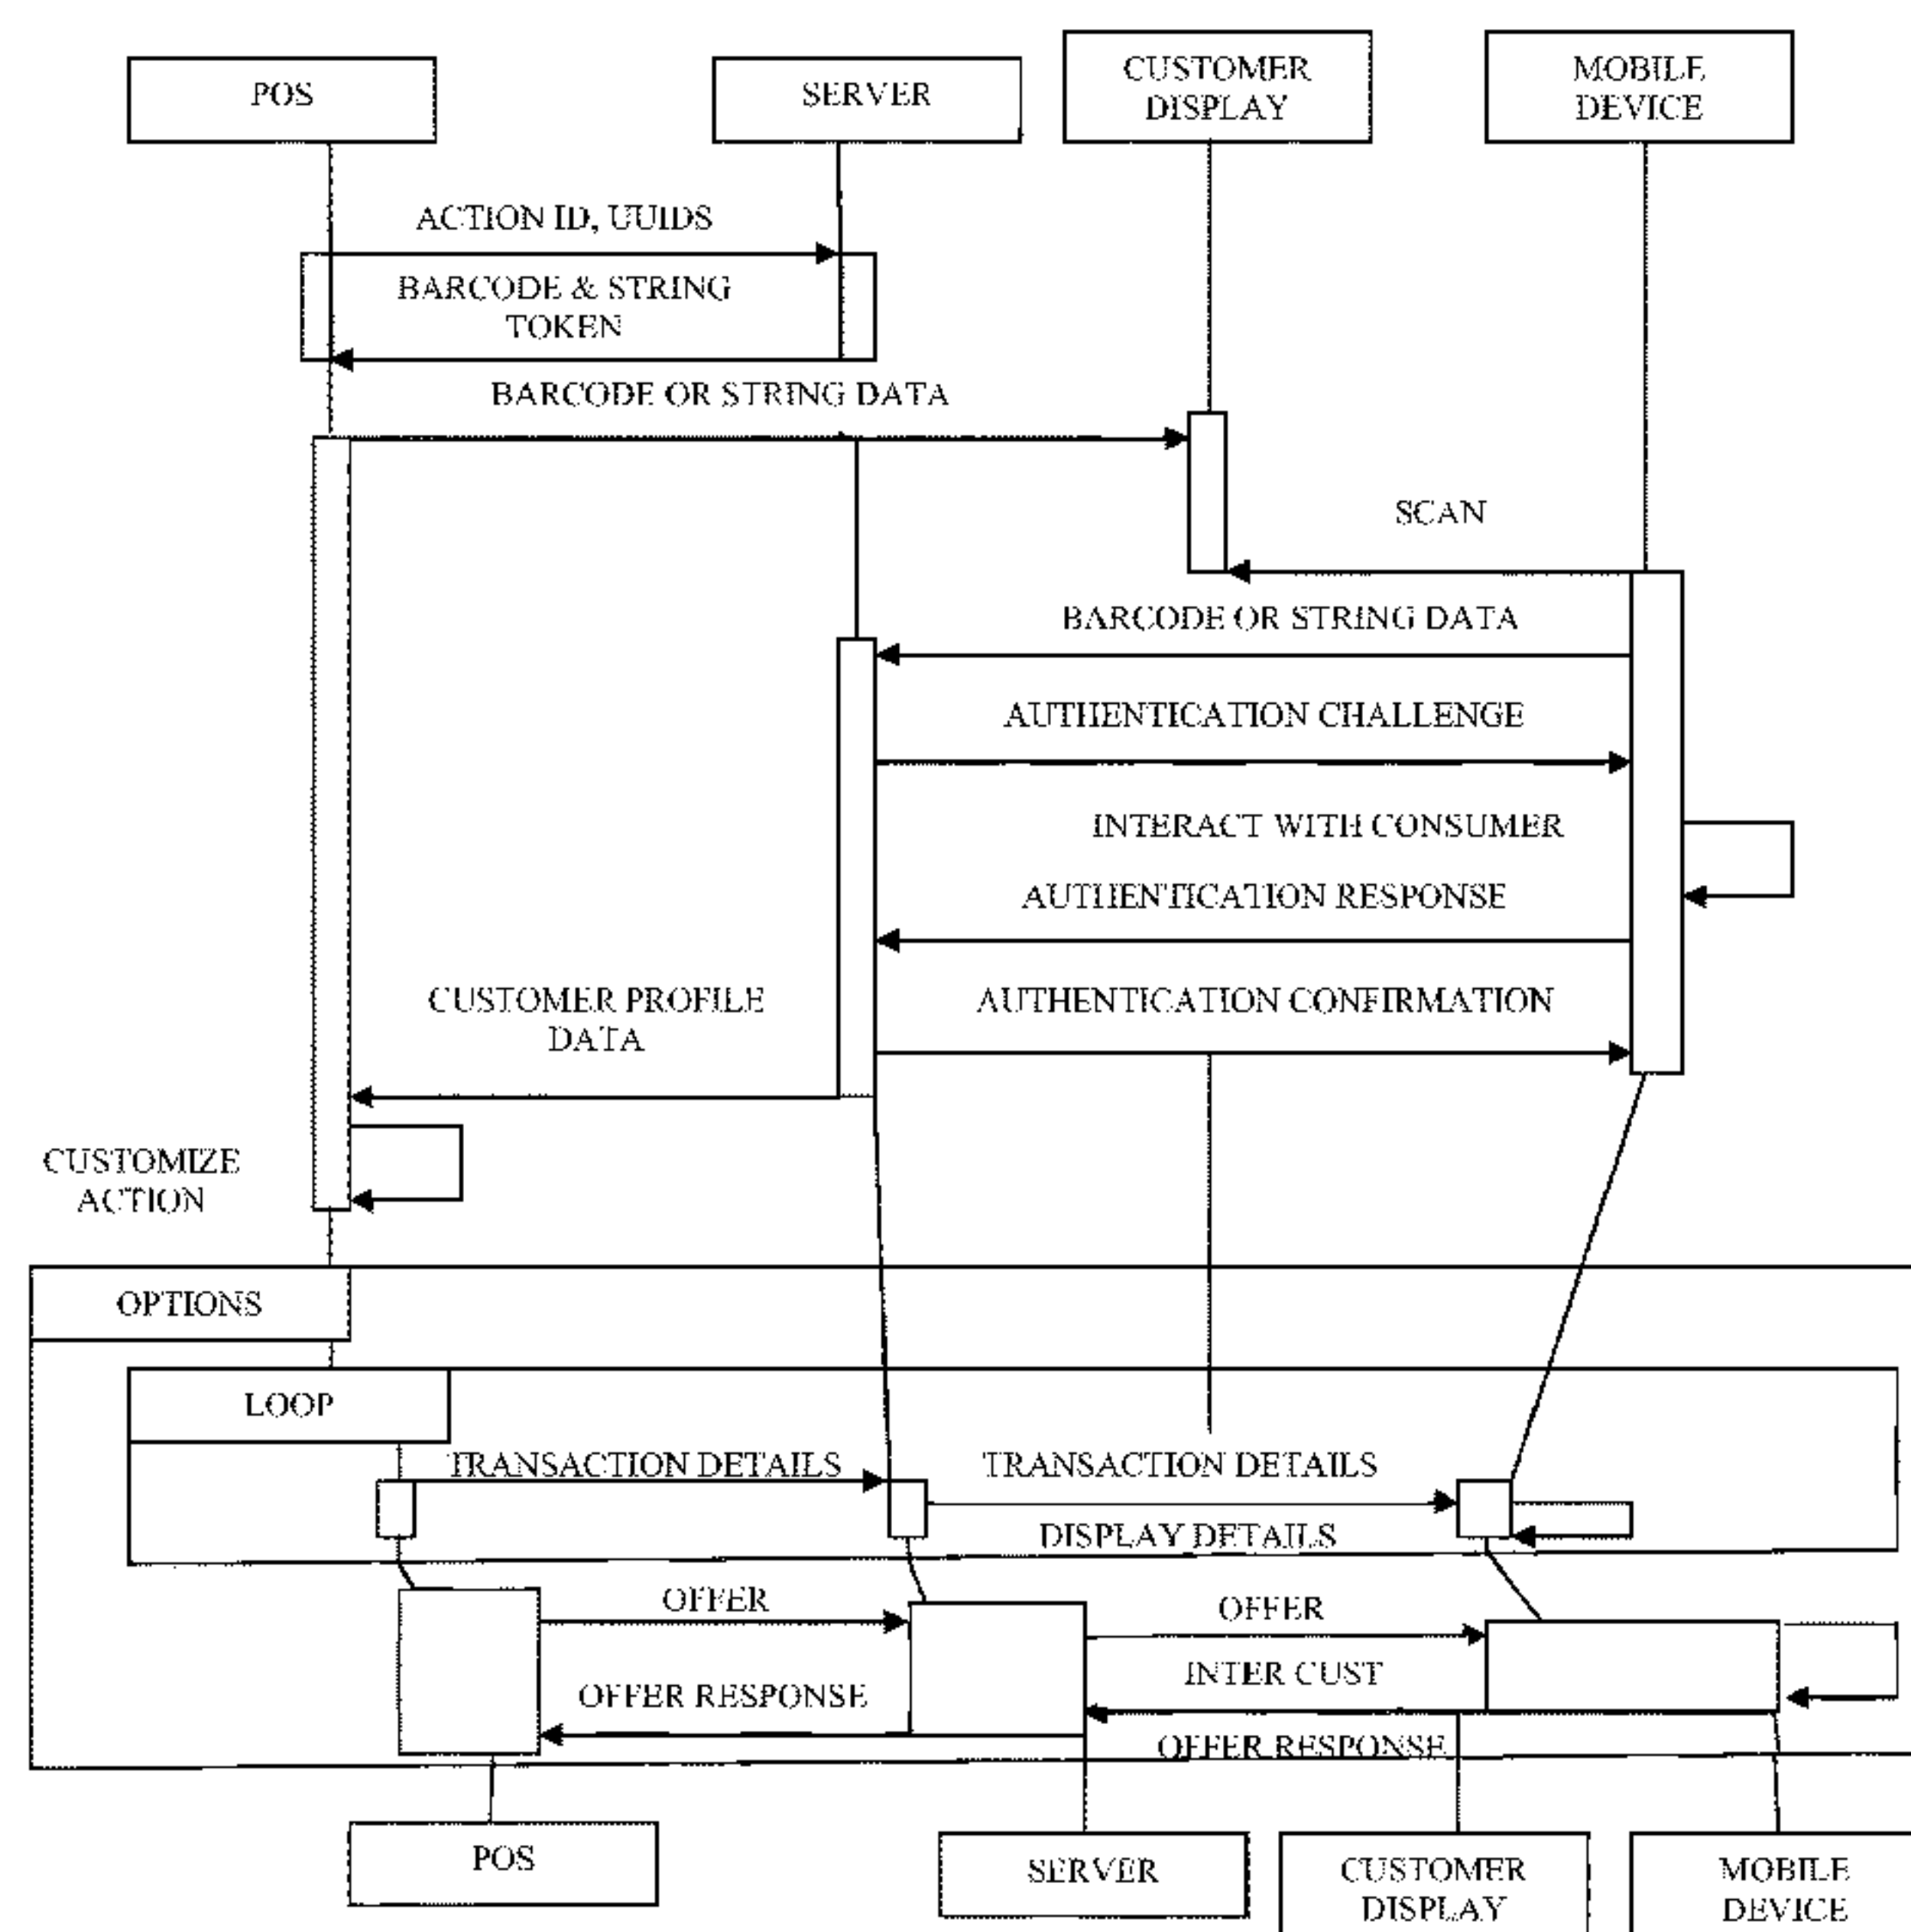 POS
SERVER
CUSTOMER
DISPLAY
MOBILE
DEVICE
ACTION ID, UUIDS
BARCODE & STRING
TOKEN
BARCODE OR STRING DATA
SCAN
BARCODE OR STRING DATA
AUTHENTICATION CHALLENGE
INTERACT WITH CONSUMER
AUTHENTICATION RESPONSE
CUSTOMER PROFILE
DATA
AUTHENTICATION CONFIRMATION
CUSTOMIZE
ACTION
OPTIONS
LOOP
TRANSACTION DETAILS
TRANSACTION DETAILS
DISPLAY DETAILS
OFFER
OFFER
INTER CUST
OFFER RESPONSE
OFFER RESPONSE
POS
SERVER
CUSTOMER
DISPLAY
MOBILE
DEVICE